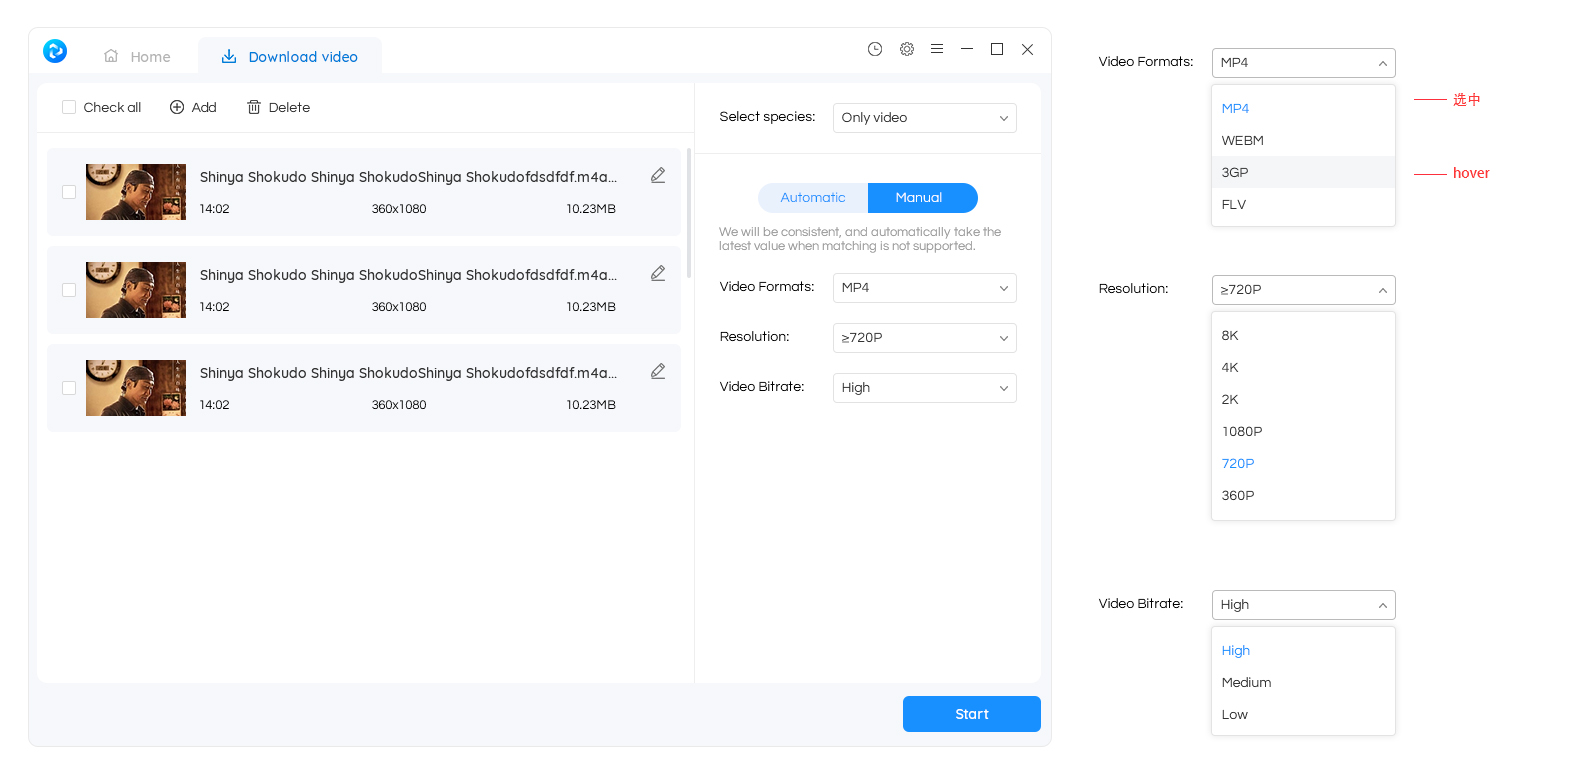 Home
Download video
Check all
Add
Delete
Shinya Shokudo Shinya ShokudoShinya Shokudofdsdfdf.m4a...
14:02
360x1080
10.23MB
Shinya Shokudo Shinya ShokudoShinya Shokudofdsdfdf.m4a...
14:02
360x1080
10.23MB
Shinya Shokudo Shinya ShokudoShinya Shokudofdsdfdf.m4a...
14:02
360x1080
10.23MB
Select species:
Only video
Automatic
Manual
We will be consistent, and automatically take the
latest value when matching is not supported.
Video Formats:
MP4
Resolution:
≥720P
Video Bitrate:
High
Start
Video Formats:
MP4
MP4
WEBM
3GP
FLV
选中
hover
Resolution:
≥720P
8K
4K
2K
1080P
720P
360P
Video Bitrate:
High
High
Medium
Low